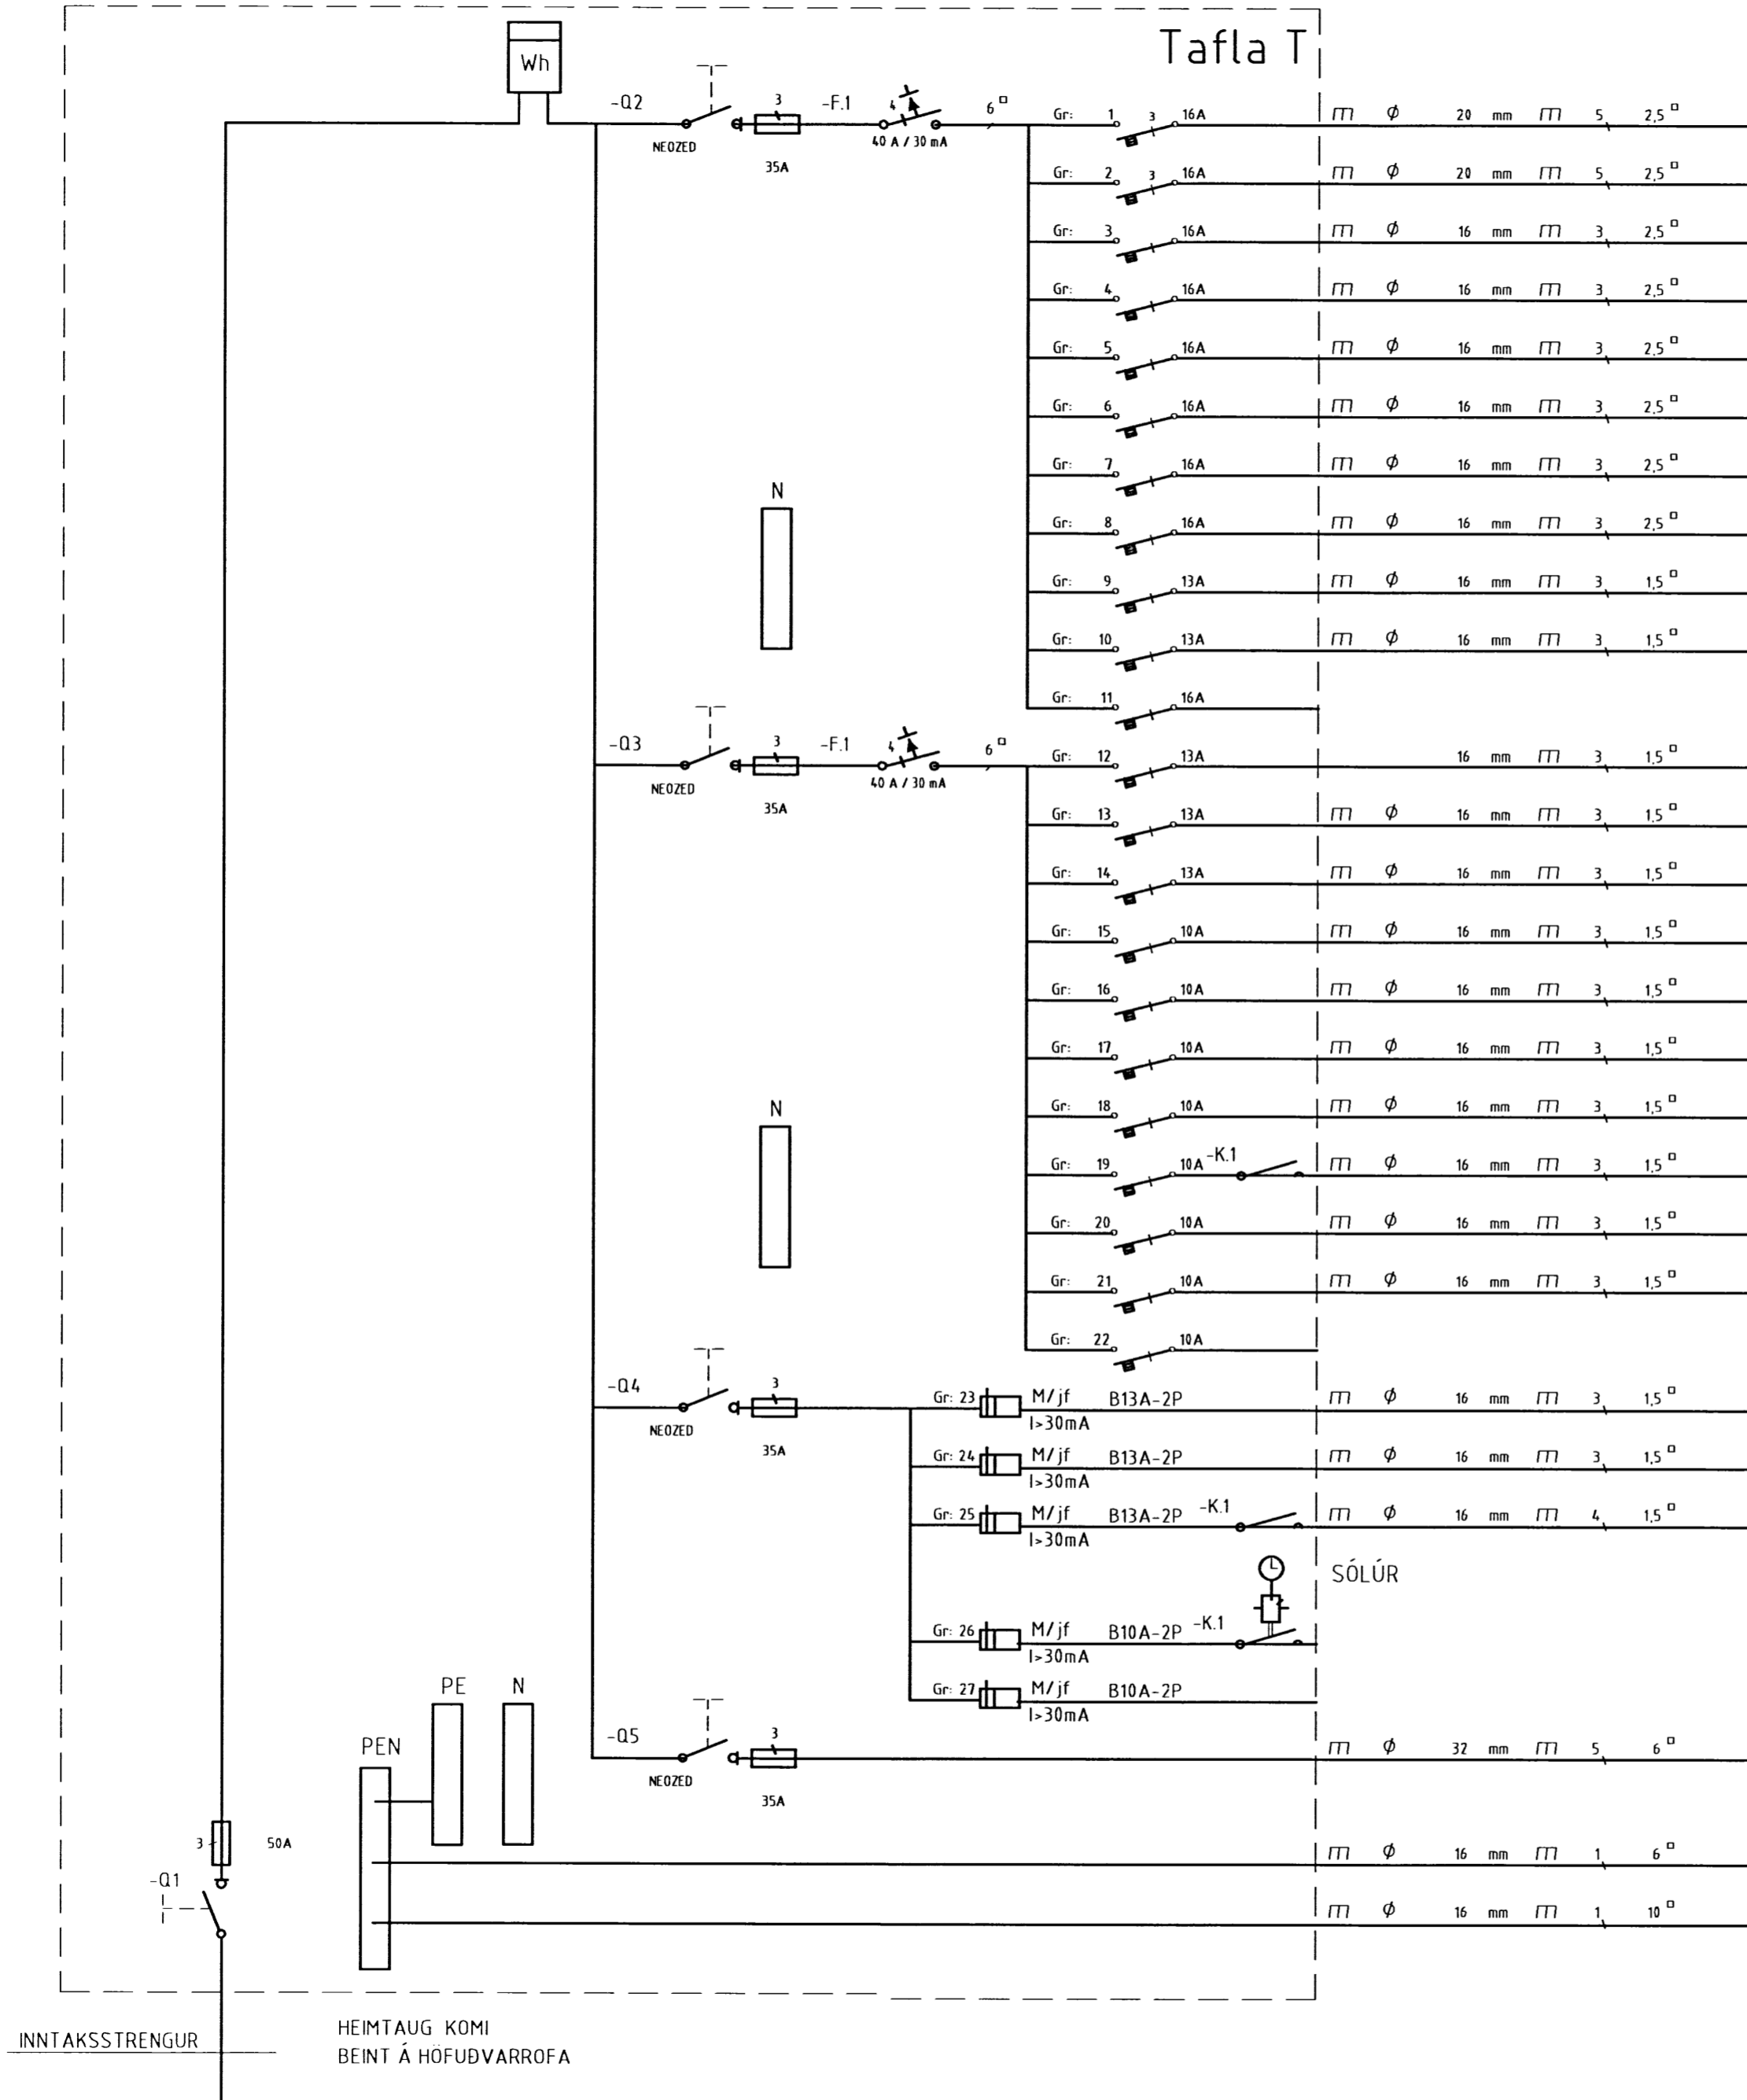 Tafla T
Wh
-Q2 3 -F.1 4 6 □ Gr: 1 3 16A ϕ 20 mm 5 2,5 □
NEOZED 35A 40 A / 30 mA
Gr: 2 3 16A ϕ 20 mm 5 2,5 □
Gr: 3 16A ϕ 16 mm 3 2,5 □
Gr: 4 16A ϕ 16 mm 3 2,5 □
Gr: 5 16A ϕ 16 mm 3 2,5 □
Gr: 6 16A ϕ 16 mm 3 2,5 □
Gr: 7 16A ϕ 16 mm 3 2,5 □
N
Gr: 8 16A ϕ 16 mm 3 2,5 □
Gr: 9 13A ϕ 16 mm 3 1,5 □
Gr: 10 13A ϕ 16 mm 3 1,5 □
Gr: 11 16A
-Q3 3 -F.1 4 6 □ Gr: 12 13A 16 mm 3 1,5 □
NEOZED 35A 40 A / 30 mA
Gr: 13 13A ϕ 16 mm 3 1,5 □
Gr: 14 13A ϕ 16 mm 3 1,5 □
Gr: 15 10A ϕ 16 mm 3 1,5 □
Gr: 16 10A ϕ 16 mm 3 1,5 □
Gr: 17 10A ϕ 16 mm 3 1,5 □
N
Gr: 18 10A ϕ 16 mm 3 1,5 □
Gr: 19 10A -K.1 ϕ 16 mm 3 1,5 □
Gr: 20 10A ϕ 16 mm 3 1,5 □
Gr: 21 10A ϕ 16 mm 3 1,5 □
Gr: 22 10A
-Q4 3 Gr: 23 M/jf B13A-2P ϕ 16 mm 3 1,5 □
NEOZED 35A I>30mA
Gr: 24 M/jf B13A-2P ϕ 16 mm 3 1,5 □
I>30mA
Gr: 25 M/jf B13A-2P -K.1 ϕ 16 mm 4 1,5 □
I>30mA
SÓLÚR
Gr: 26 M/jf B10A-2P -K.1
I>30mA
Gr: 27 M/jf B10A-2P
I>30mA
PE N
-Q5 3 ϕ 32 mm 5 6 □
NEOZED 35A
PEN
3 50A
ϕ 16 mm 1 6 □
-Q1
ϕ 16 mm 1 10 □
INNTAKSSTRENGUR
HEIMTAUG KOMI
BEINT Á HÖFUÐVARROFA